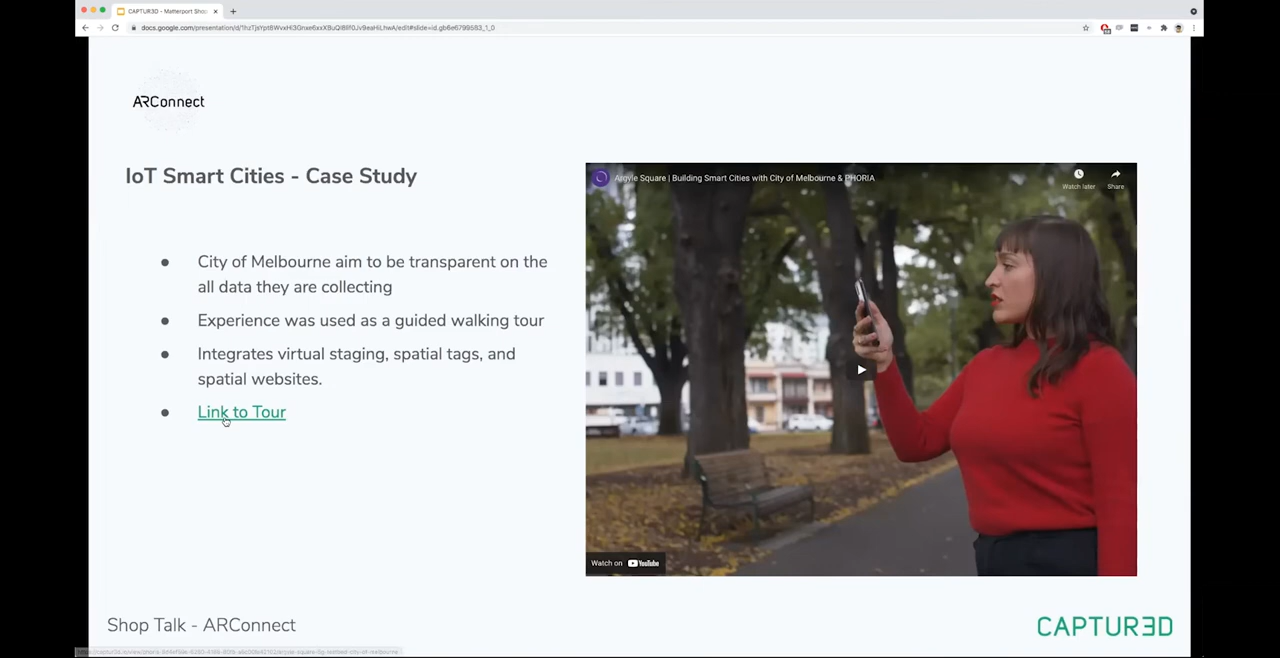 CAPTUR3D - Matterport Shop
ARConnect
IoT Smart Cities - Case Study
Argyle Square | Building Smart Cities with City of Melbourne & PHORIA
Watch later
Share
● City of Melbourne aim to be transparent on the
all data they are collecting
● Experience was used as a guided walking tour
● Integrates virtual staging, spatial tags, and
spatial websites.
● Link to Tour
Watch on YouTube
Shop Talk - ARConnect
CAPTUR3D